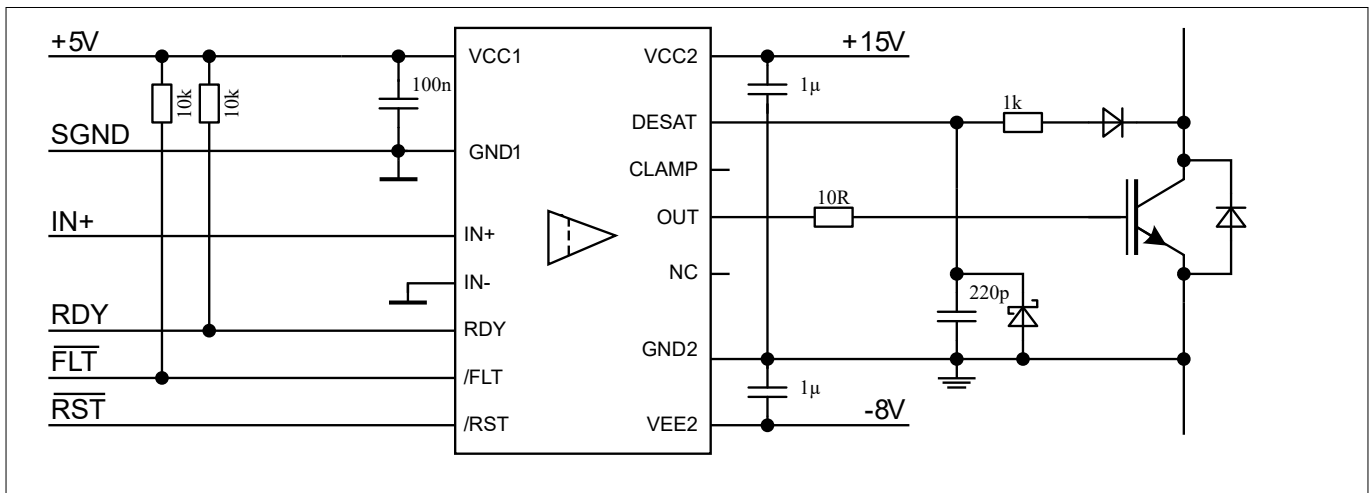 +5V
VCC1
VCC2
+15V
10k
10k
100n
1µ
1k
SGND
GND1
DESAT
CLAMP
10R
IN+
IN+
OUT
IN-
NC
220p
RDY
RDY
GND2
FLT
/FLT
1µ
RST
/RST
VEE2
-8V